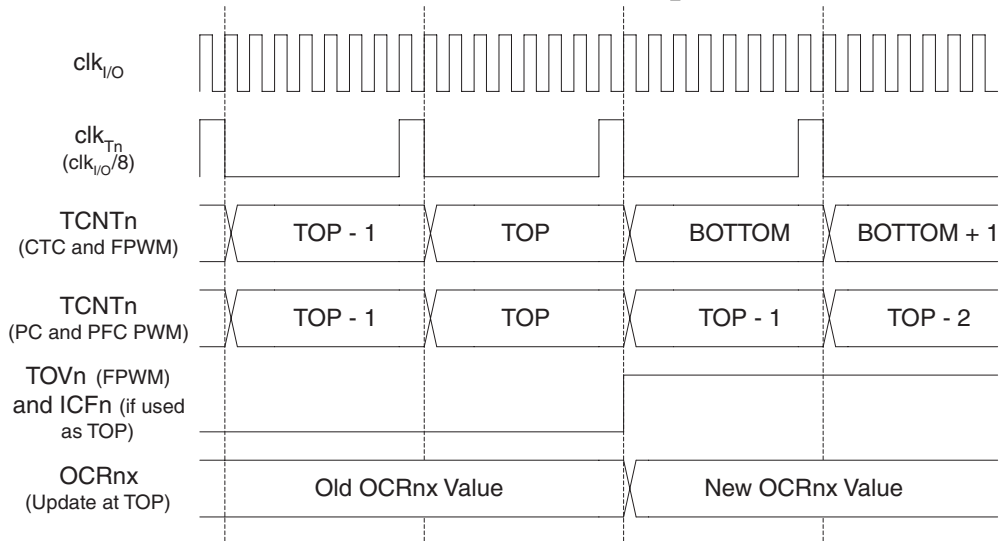 clkI/O
clkTn
(clkI/O/8)
TCNTn
(CTC and FPWM)
TOP - 1
TOP
BOTTOM
BOTTOM + 1
TCNTn
(PC and PFC PWM)
TOP - 1
TOP
TOP - 1
TOP - 2
TOVn (FPWM)
and ICFn (if used
as TOP)
OCRnx
(Update at TOP)
Old OCRnx Value
New OCRnx Value